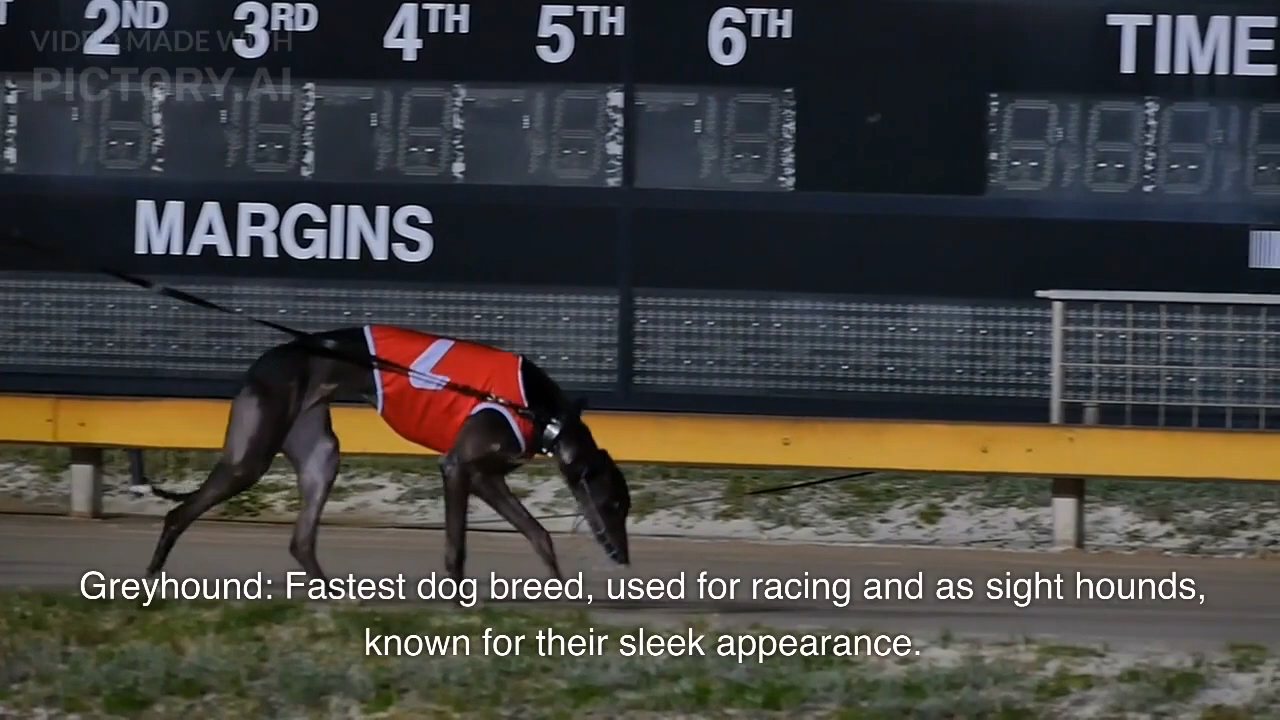 2ND 3RD 4TH 5TH 6TH TIME
VIDEO MADE WITH
PICTORY.AI
MARGINS
Greyhound: Fastest dog breed, used for racing and as sight hounds,
known for their sleek appearance.